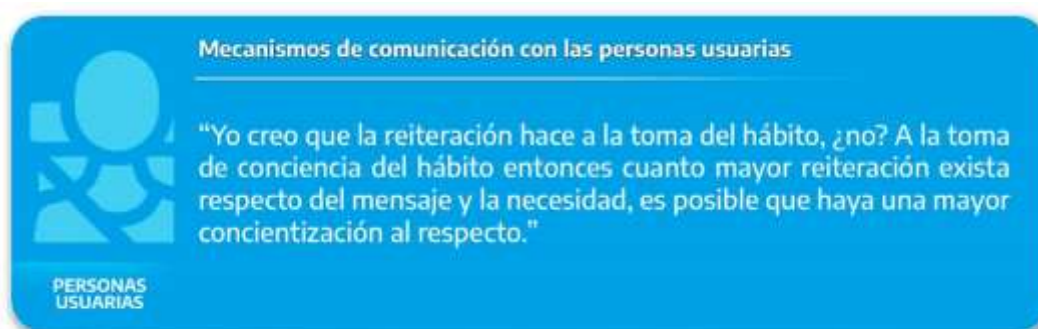 Mecanismos de comunicación con las personas usuarias
“Yo creo que la reiteración hace a la toma del hábito, ¿no? A la toma
de conciencia del hábito entonces cuanto mayor reiteración exista
respecto del mensaje y la necesidad, es posible que haya una mayor
concientización al respecto.”
PERSONAS
USUARIAS